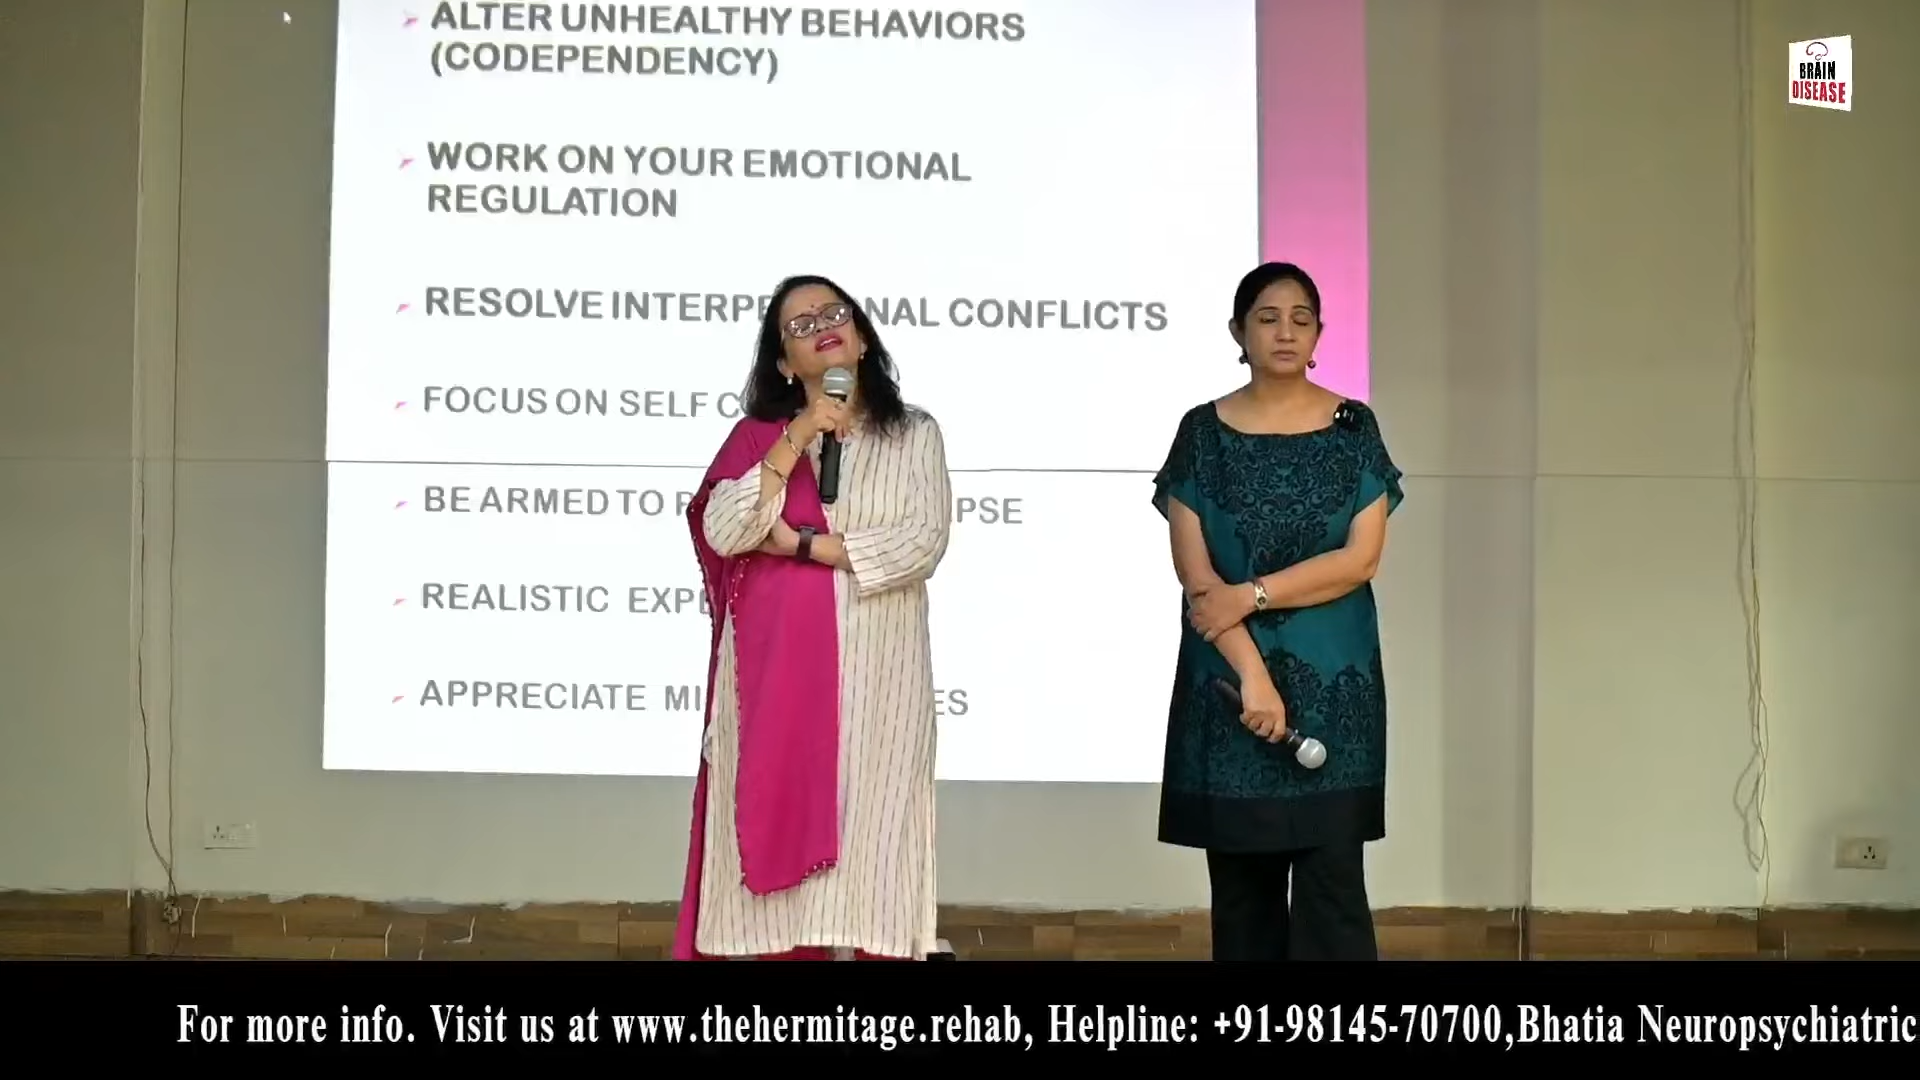 ALTER UNHEALTHY BEHAVIORS
(CODEPENDENCY)
WORK ON YOUR EMOTIONAL
REGULATION
RESOLVE INTERPE NAL CONFLICTS
FOCUS ON SELF C
BE ARMED TO PSE
REALISTIC EXPE
APPRECIATE MI ES
BRAIN
DISEASE
For more info. Visit us at www.thehermitage.rehab, Helpline: +91-98145-70700,Bhatia Neuropsychiatric